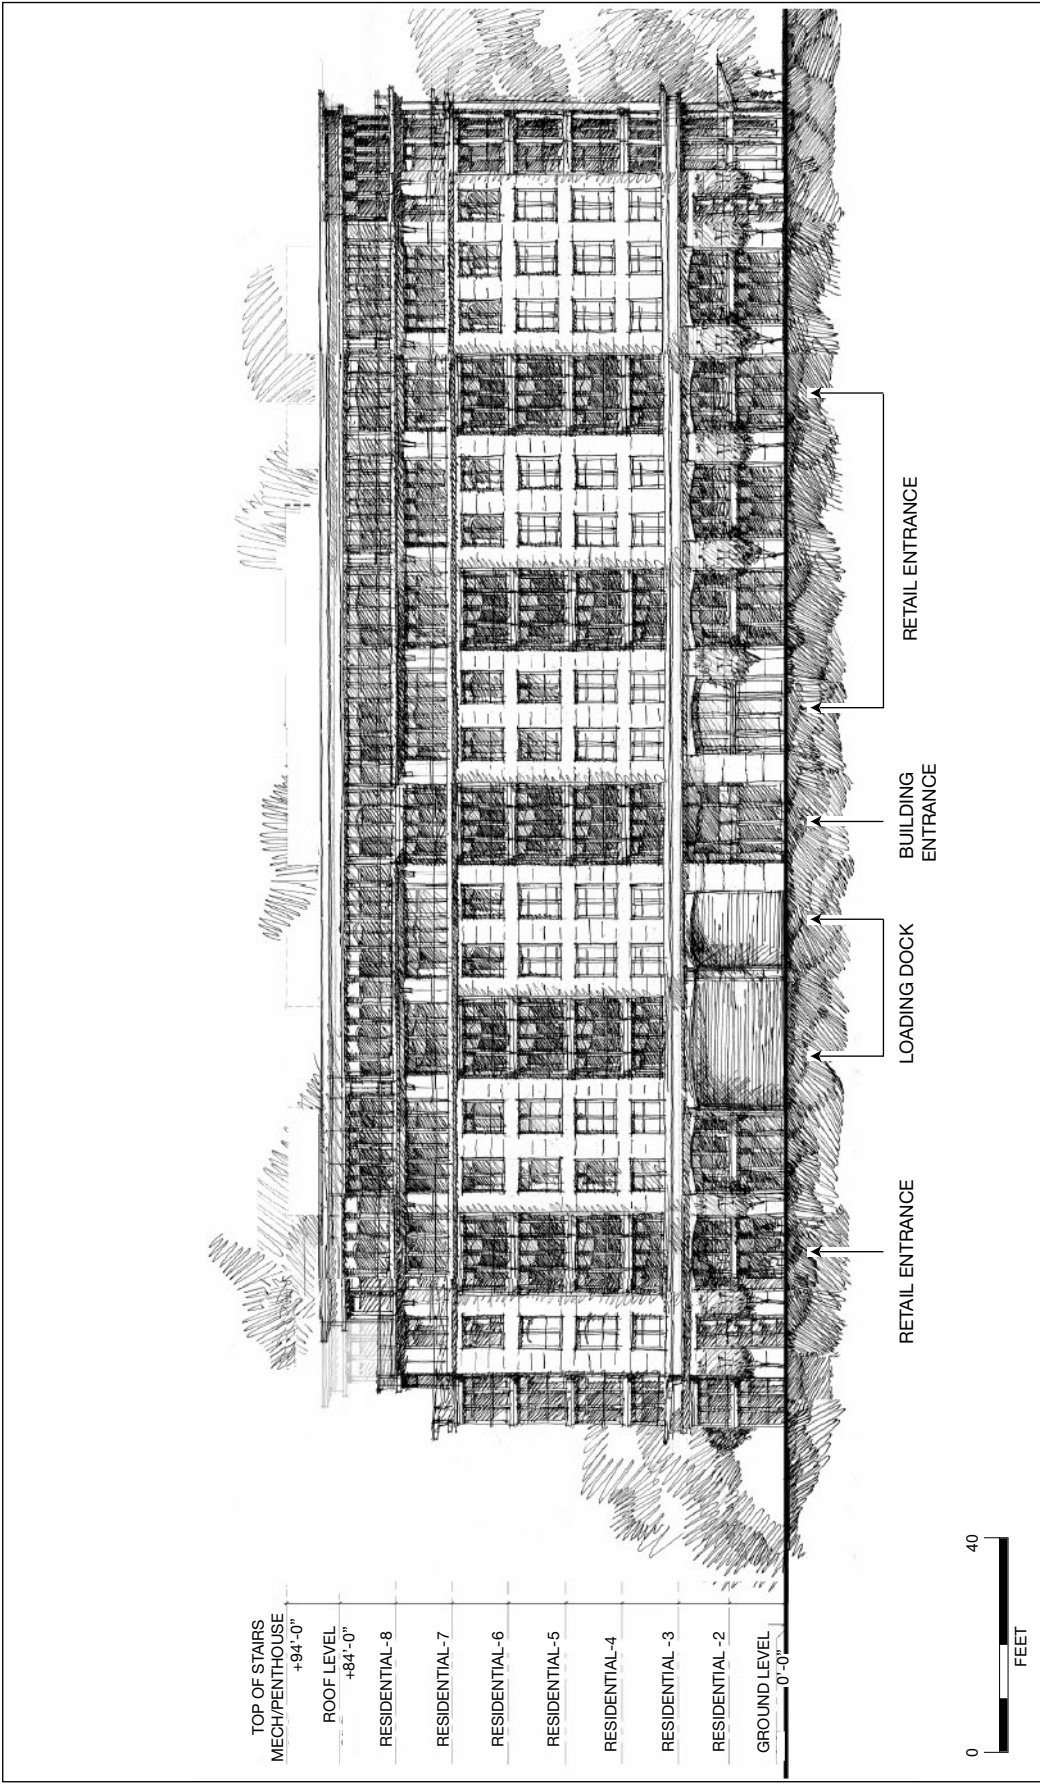 TOP OF STAIRS
MECH/PENTHOUSE
+94'-0"
ROOF LEVEL
+84'-0"
RESIDENTIAL-8
RESIDENTIAL-7
RESIDENTIAL-6
RESIDENTIAL-5
RESIDENTIAL-4
RESIDENTIAL -3
RESIDENTIAL -2
GROUND LEVEL
0'-0"
RETAIL ENTRANCE
LOADING DOCK
BUILDING
ENTRANCE
RETAIL ENTRANCE
0
40
FEET